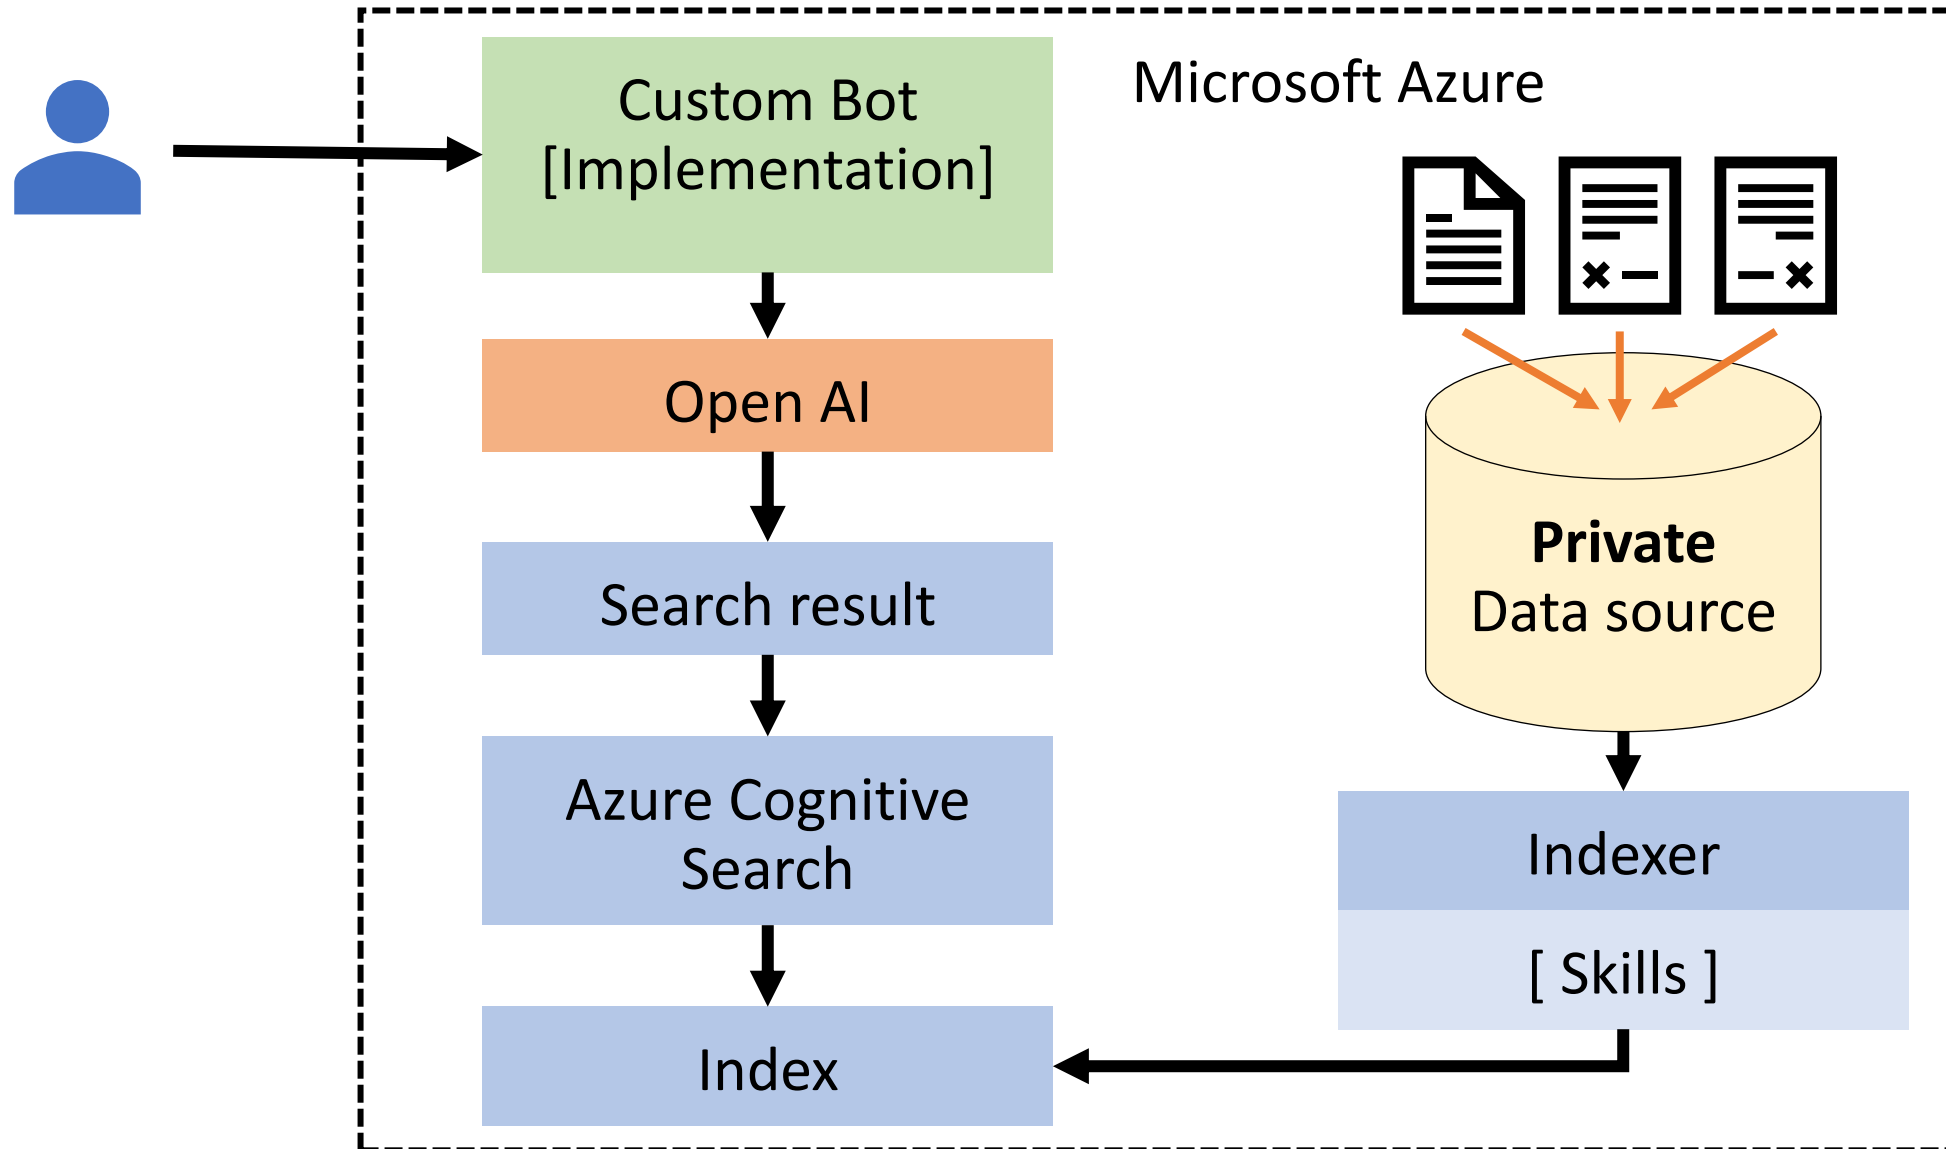 Custom Bot
[Implementation]
Microsoft Azure
Open AI
Search result
Azure Cognitive
Search
Index
Private
Data source
Indexer
[ Skills ]